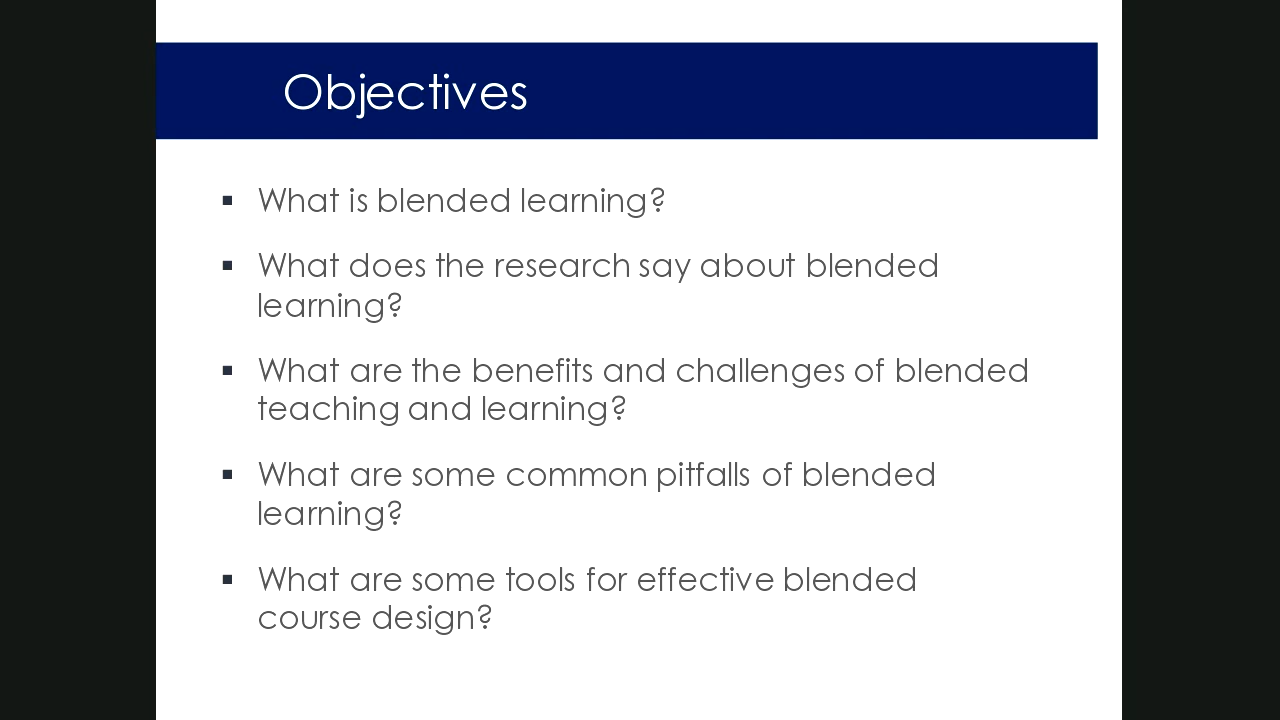 Objectives
▪ What is blended learning?
▪ What does the research say about blended
learning?
▪ What are the benefits and challenges of blended
teaching and learning?
▪ What are some common pitfalls of blended
learning?
▪ What are some tools for effective blended
course design?